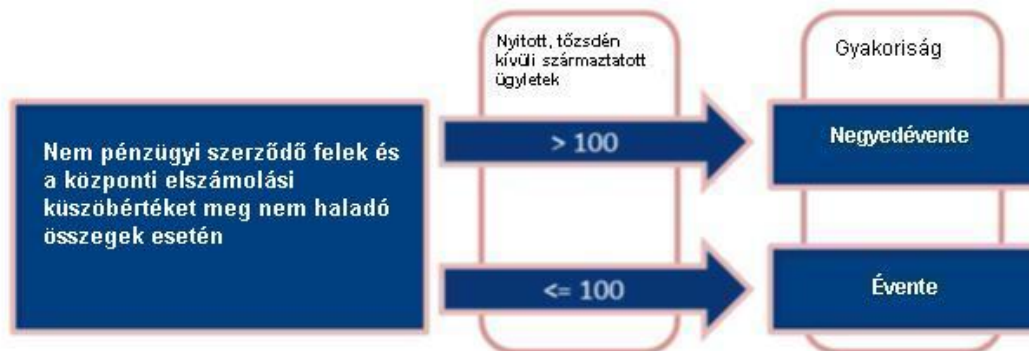 Nyitott, tőzsdén
kívüli származtatott
ügyletek
Gyakoriság
Nem pénzügyi szerződő felek és
a központi elszámolási
küszöbértéket meg nem haladó
összegek esetén
> 100
Negyedévente
<= 100
Évente